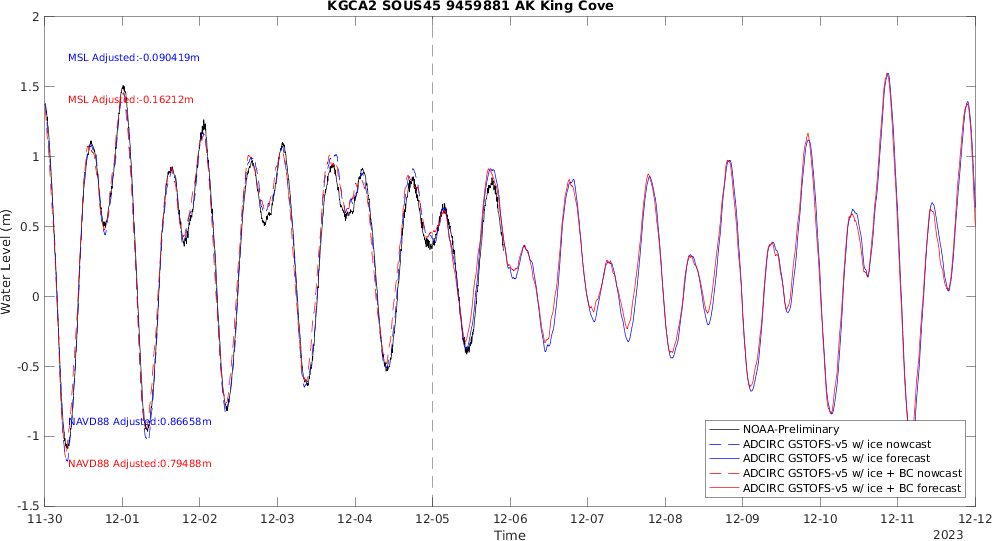 KGCA2 SOUS45 9459881 AK King Cove
2
1.5
1
0.5
0
-0.5
-1
-1.5
Water Level (m)
MSL Adjusted:-0.090419m
MSL Adjusted:-0.16212m
NAVD88 Adjusted:0.86658m
NAVD88 Adjusted:0.79488m
NOAA-Preliminary
ADCIRC GSTOFS-v5 w/ ice nowcast
ADCIRC GSTOFS-v5 w/ ice forecast
ADCIRC GSTOFS-v5 w/ ice + BC nowcast
ADCIRC GSTOFS-v5 w/ ice + BC forecast
11-30 12-01 12-02 12-03 12-04 12-05 12-06 12-07 12-08 12-09 12-10 12-11 12-12
Time
2023